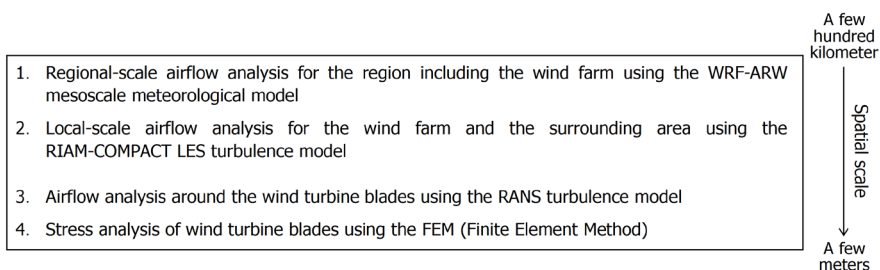 A few
hundred
kilometer
1. Regional-scale airflow analysis for the region including the wind farm using the WRF-ARW
mesoscale meteorological model
2. Local-scale airflow analysis for the wind farm and the surrounding area using the
RIAM-COMPACT LES turbulence model
3. Airflow analysis around the wind turbine blades using the RANS turbulence model
4. Stress analysis of wind turbine blades using the FEM (Finite Element Method)
Spatial scale
A few
meters